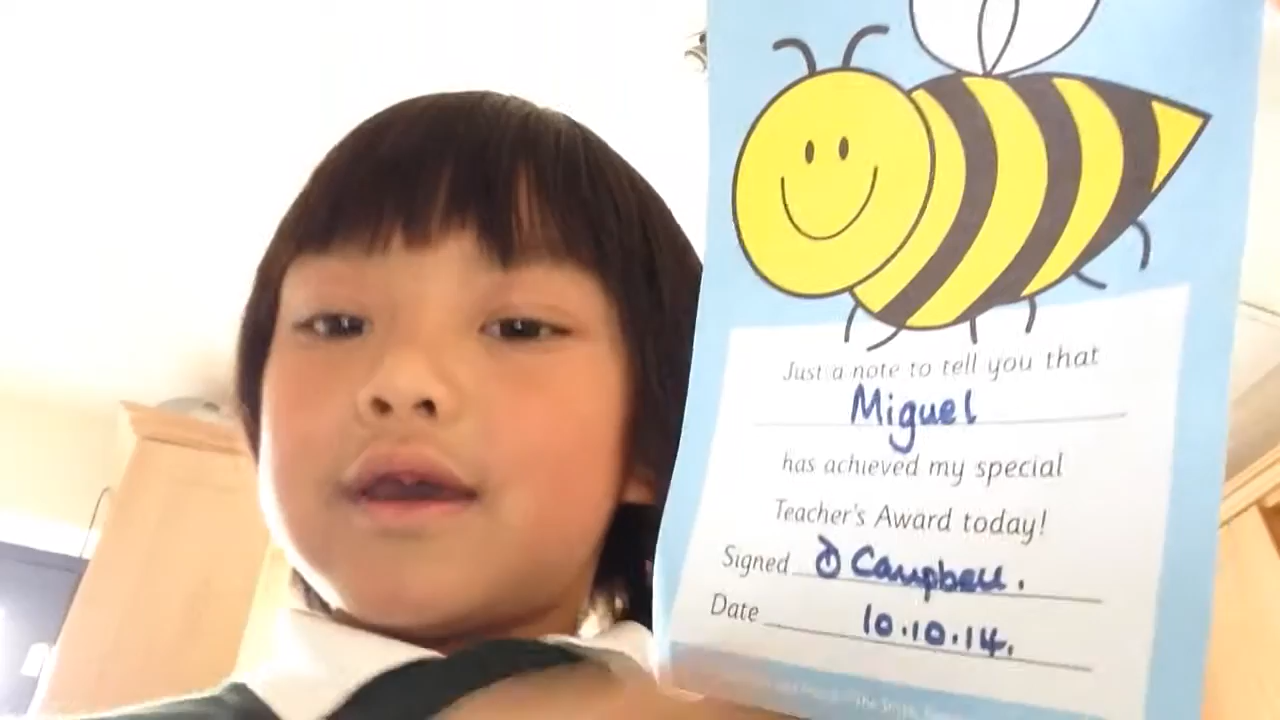 Just a note to tell you that
Miguel
has achieved my special
Teacher's Award today!
Signed Campbell.
Date 10.10.14.